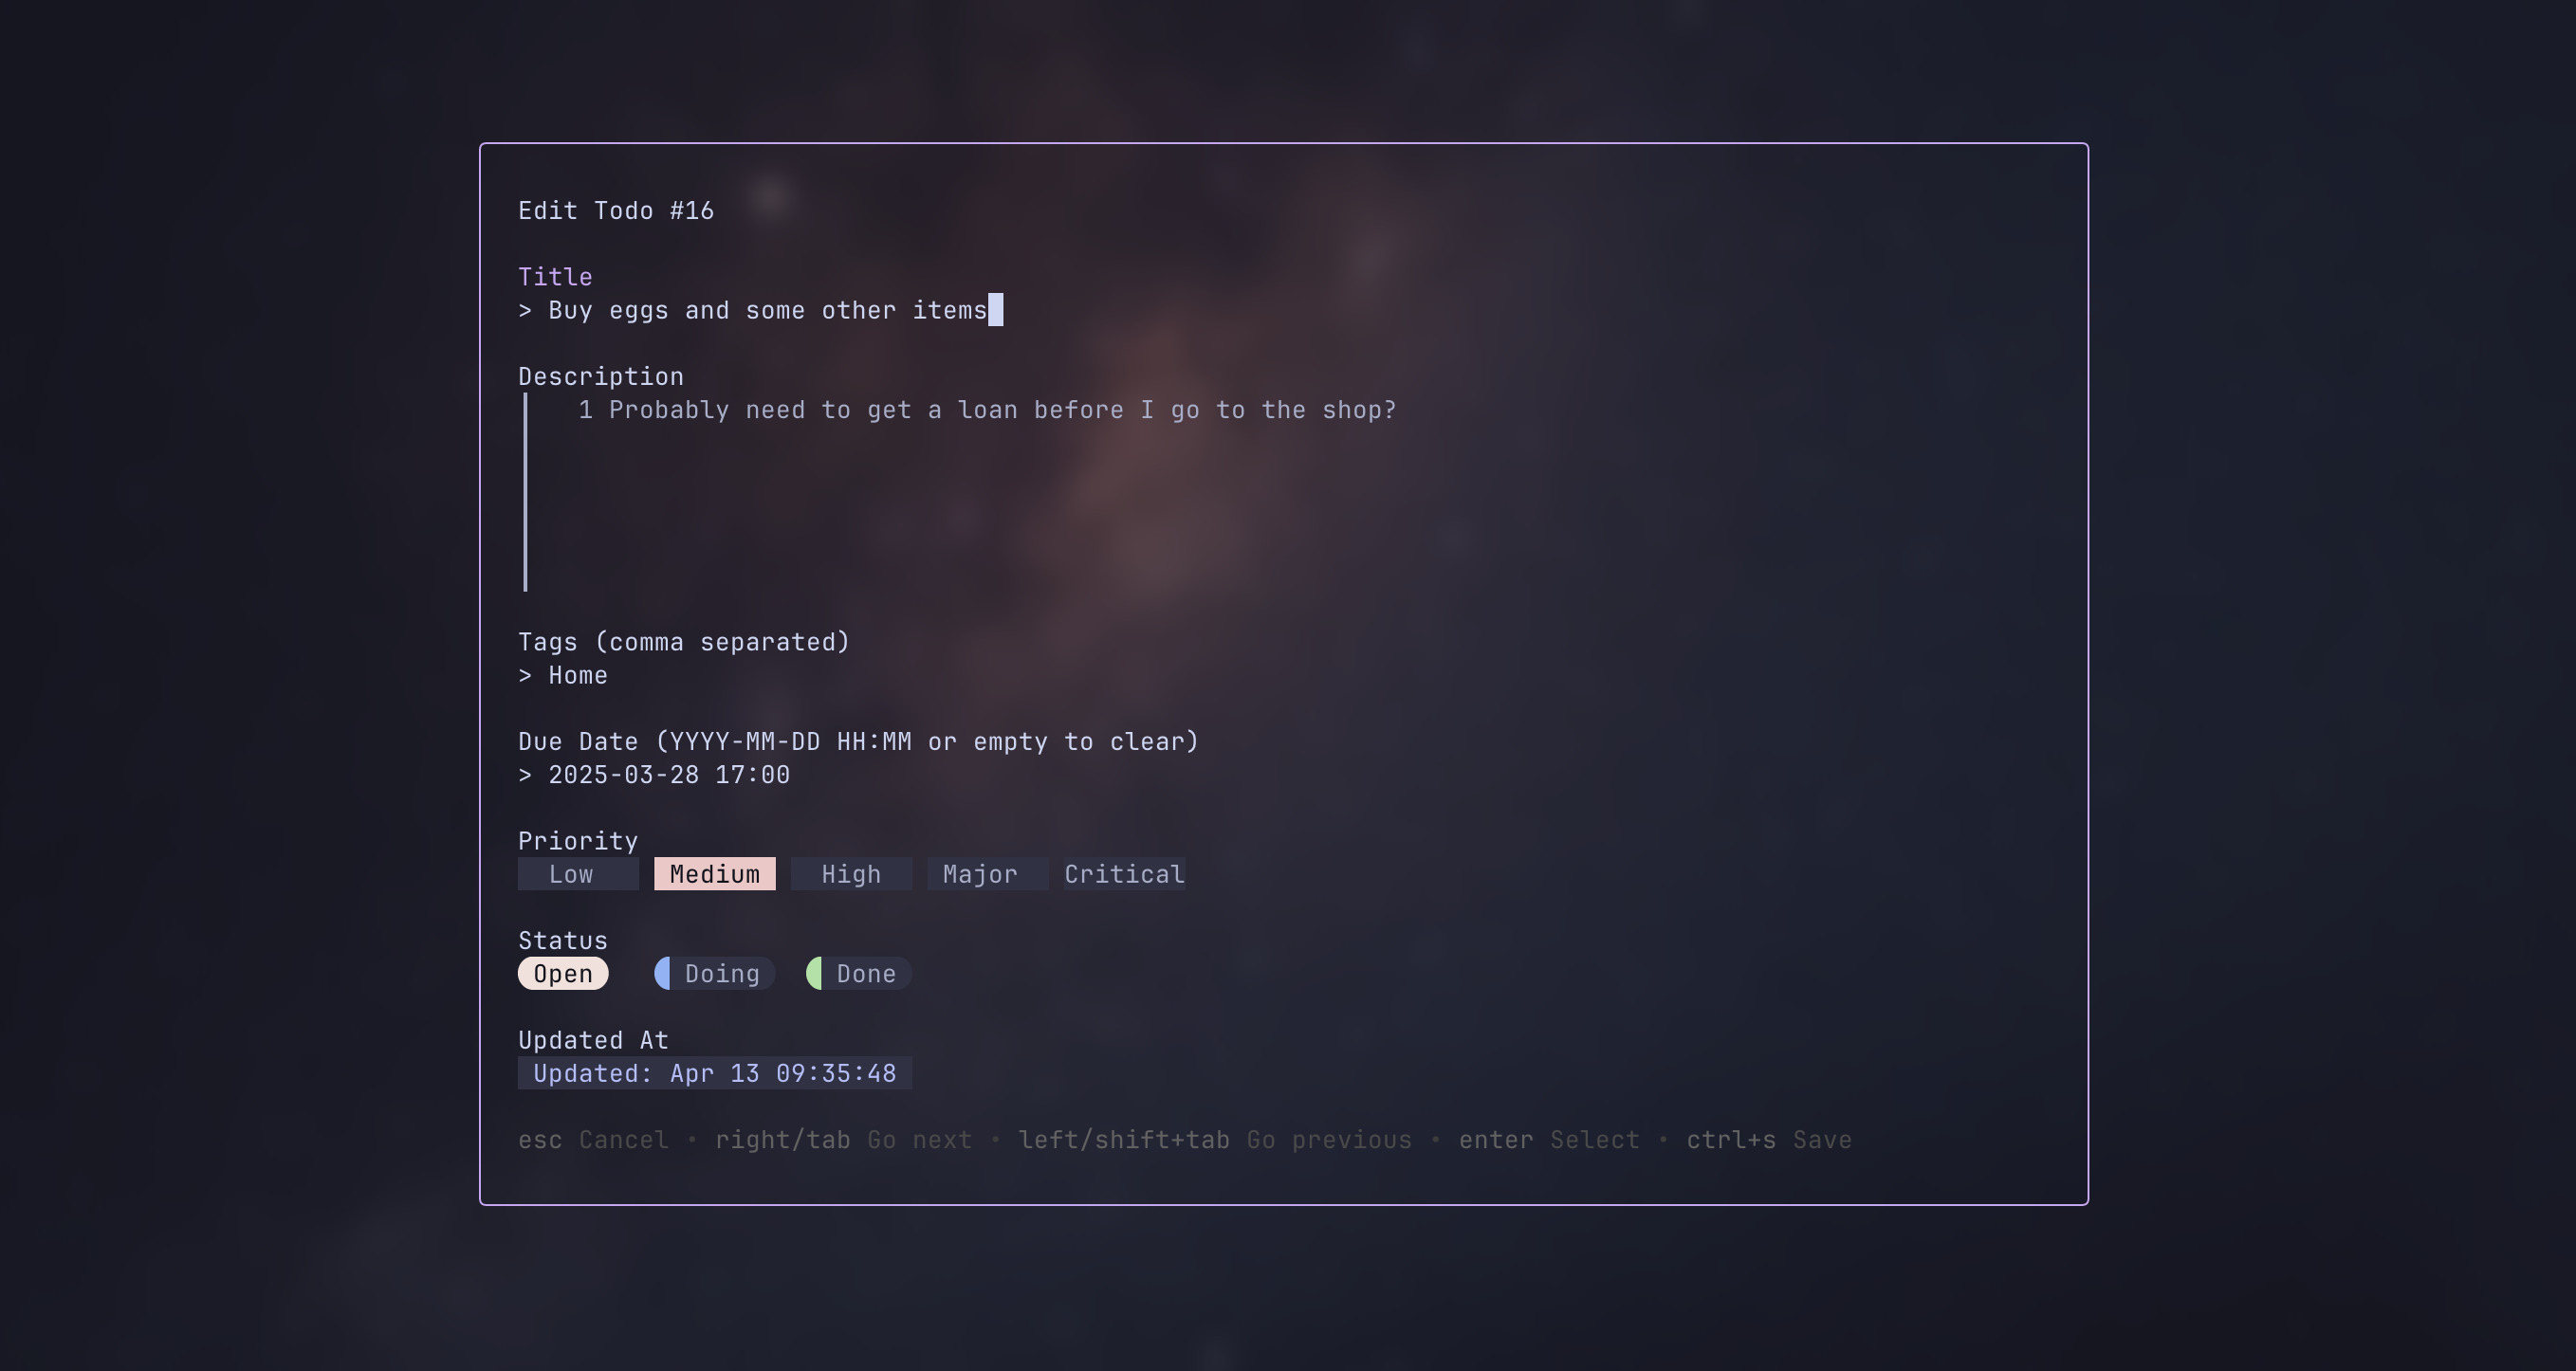 Edit Todo #16
Title
> Buy eggs and some other items
Description
1 Probably need to get a loan before I go to the shop?
Tags (comma separated)
> Home
Due Date (YYYY-MM-DD HH:MM or empty to clear)
> 2025-03-28 17:00
Priority
Low Medium High Major Critical
Status
Open Doing Done
Updated At
Updated: Apr 13 09:35:48
esc Cancel • right/tab Go next • left/shift+tab Go previous • enter Select • ctrl+s Save